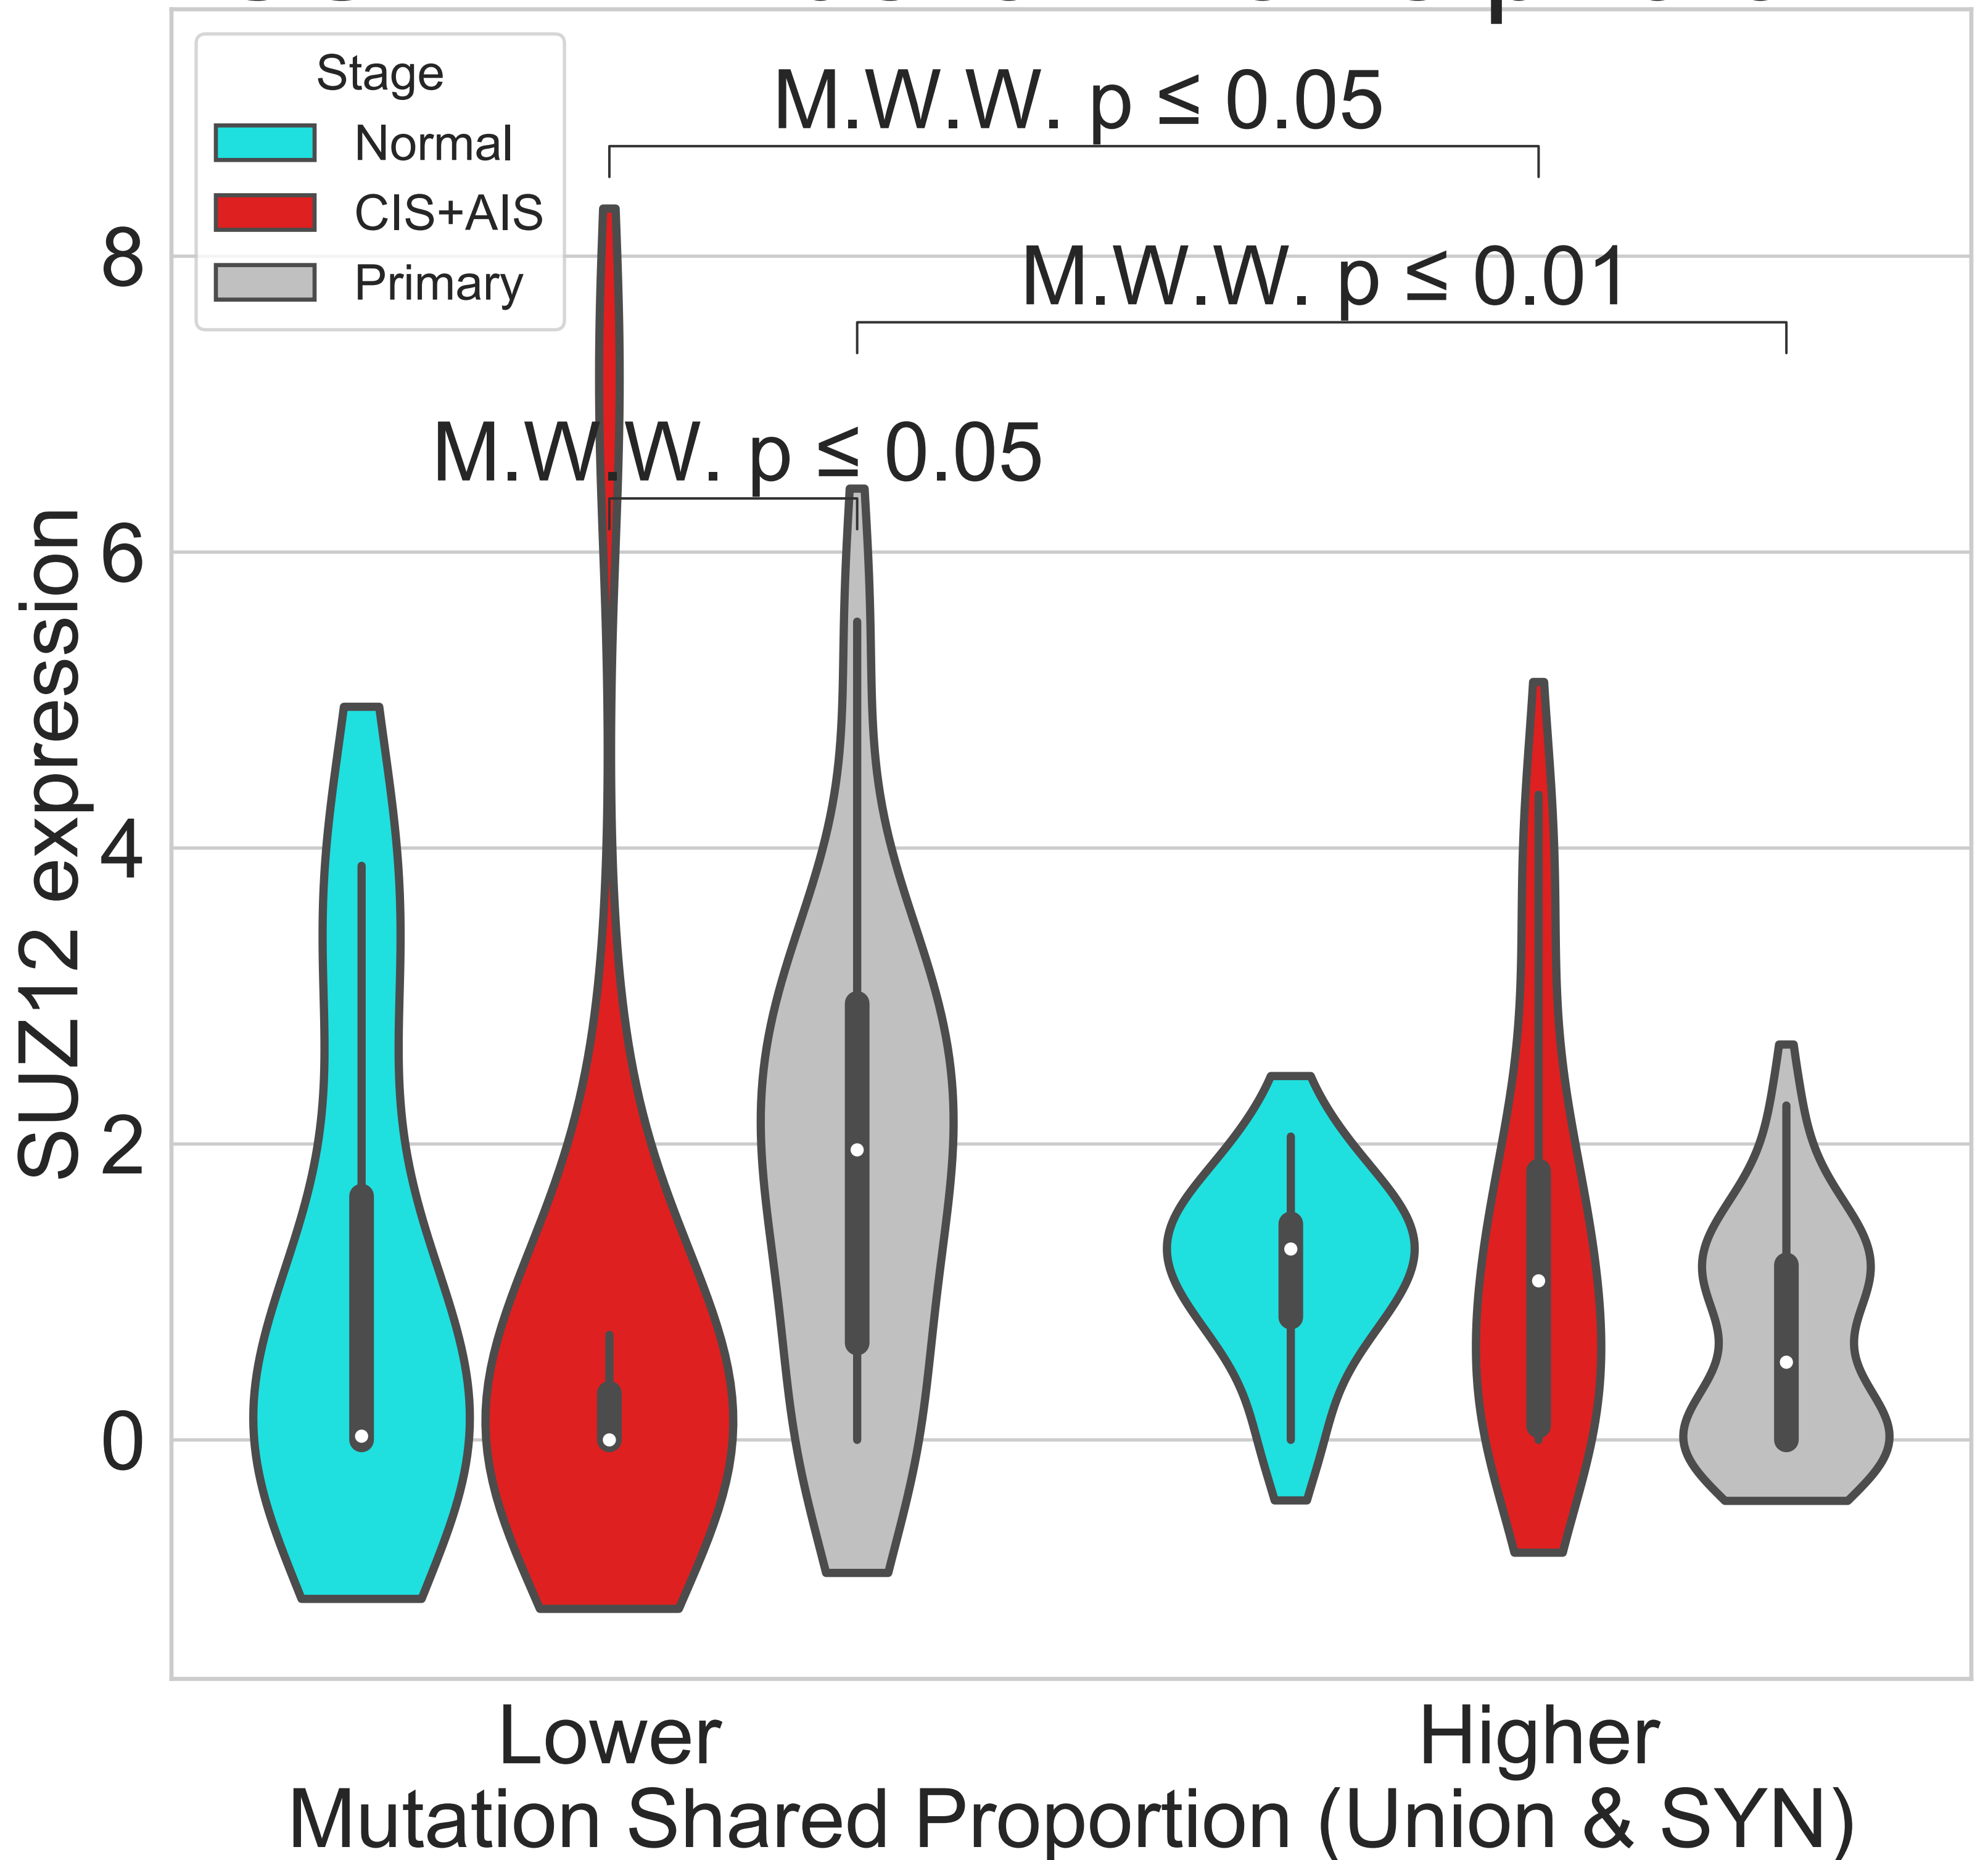 Stage
Normal
CIS+AIS
Primary
M.W.W. p ≤ 0.05
M.W.W. p ≤ 0.01
M.W.W. p ≤ 0.05
SUZ12 expression
8
6
4
2
0
Lower
Higher
Mutation Shared Proportion (Union & SYN)